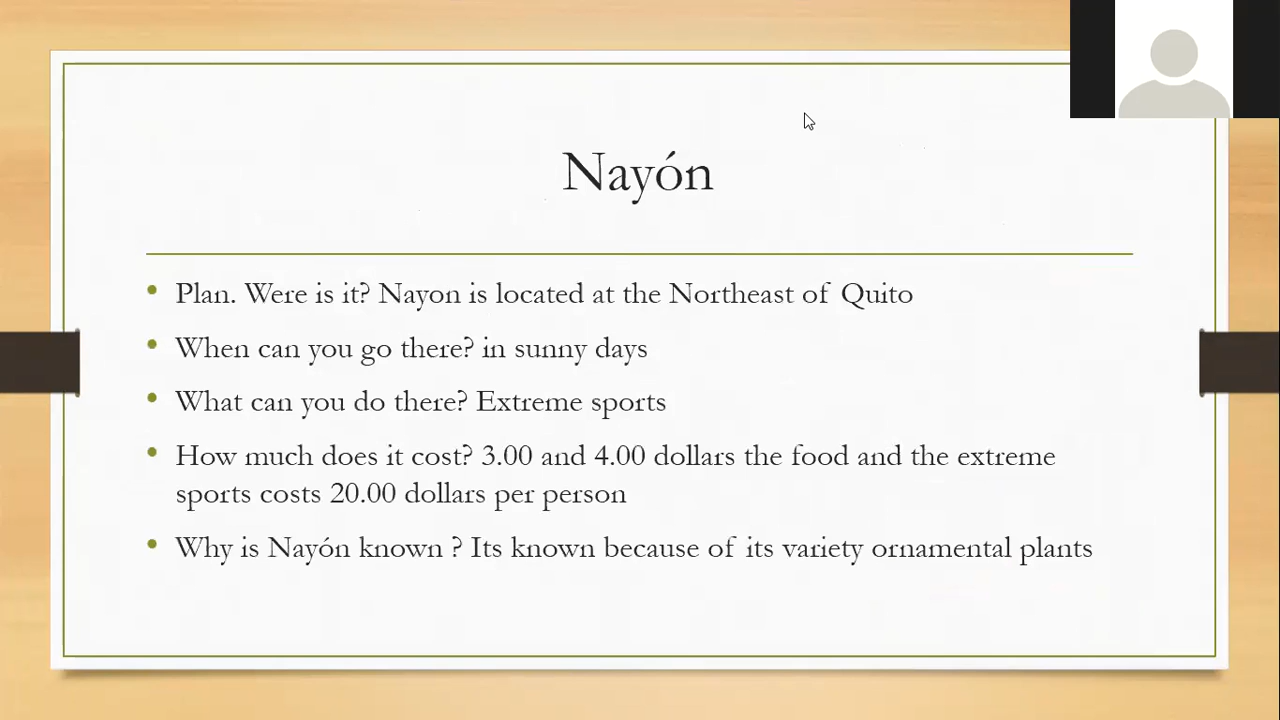 Nayón
• Plan. Were is it? Nayon is located at the Northeast of Quito
• When can you go there? in sunny days
• What can you do there? Extreme sports
• How much does it cost? 3.00 and 4.00 dollars the food and the extreme
sports costs 20.00 dollars per person
• Why is Nayón known ? Its known because of its variety ornamental plants